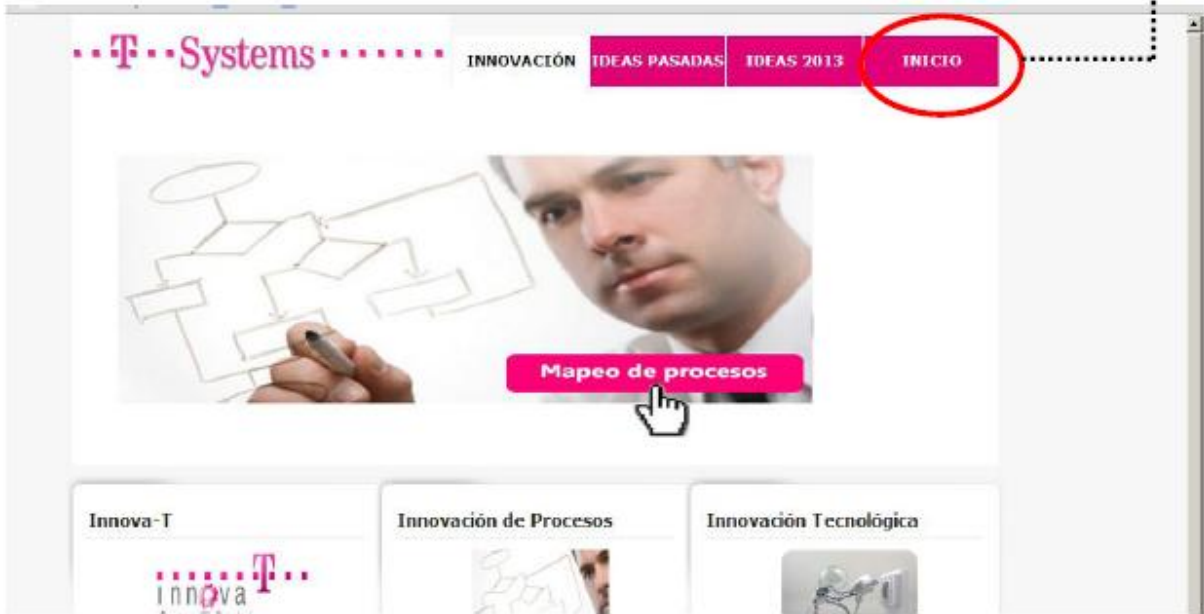 ··T··Systems·······
INNOVACIÓN IDEAS PASADAS IDEAS 2013 INICIO
Mapeo de procesos
Innova-T Innovación de Procesos Innovación Tecnológica
T
innova